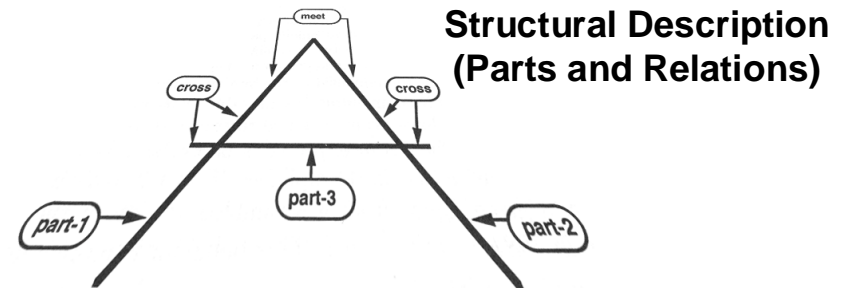 meet
Structural Description
(Parts and Relations)
cross
cross
part-3
part-1
part-2